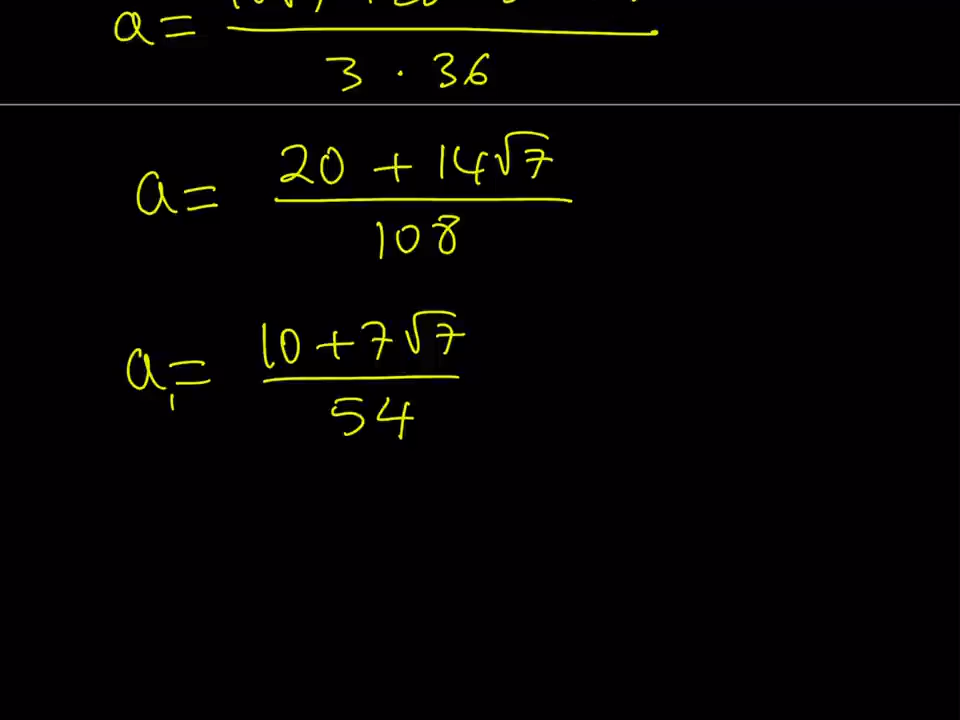 a =
3 · 36
a = 20 + 14√7
108
a₁ = 10 + 7√7
54